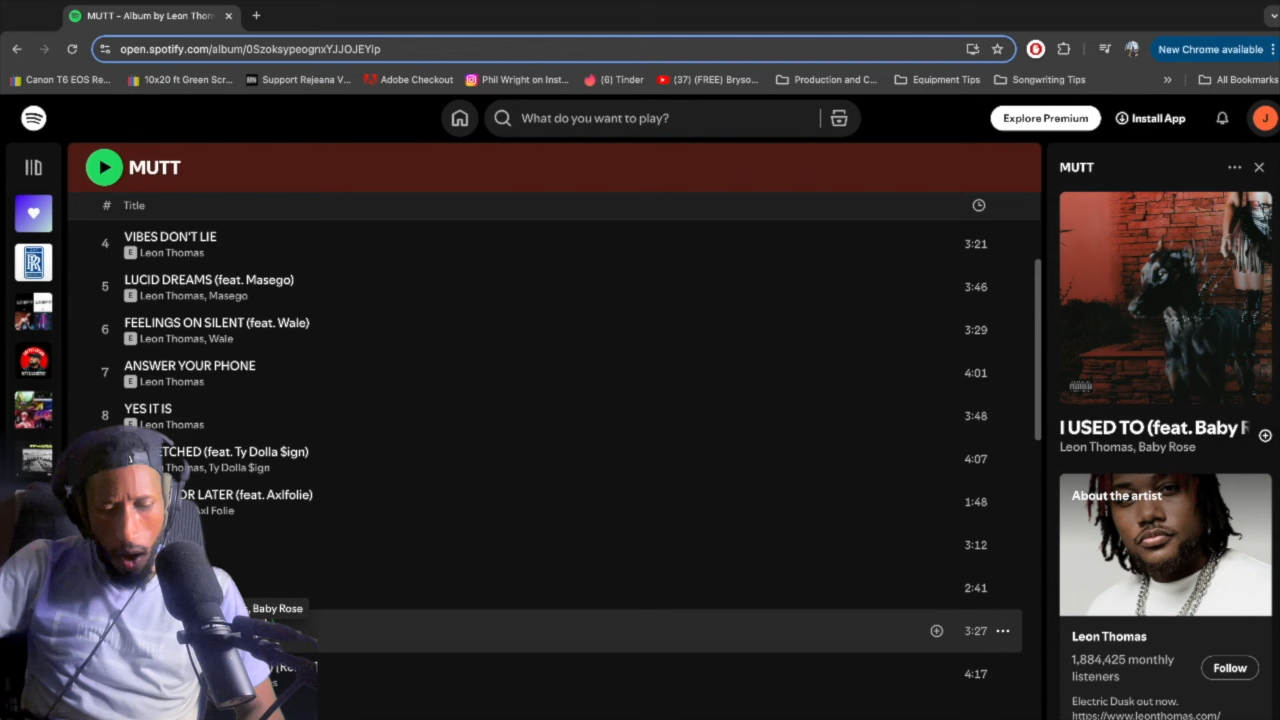 MUTT – Album by Leon Thom
open.spotify.com/album/0SzoksypeognxYJJOJEYip
New Chrome available
Canon T6 EOS Re...
10x20 ft Green Scr...
Support Rejeana V...
Adobe Checkout
Phil Wright on Inst...
(6) Tinder
(37) (FREE) Bryso...
Production and C...
Equipment Tips
Songwriting Tips
»
All Bookmarks
What do you want to play?
Explore Premium
Install App
J
MUTT
# Title
4 VIBES DON'T LIE 3:21
E Leon Thomas
5 LUCID DREAMS (feat. Masego) 3:46
E Leon Thomas, Masego
6 FEELINGS ON SILENT (feat. Wale) 3:29
E Leon Thomas, Wale
7 ANSWER YOUR PHONE 4:01
E Leon Thomas
8 YES IT IS 3:48
Leon Thomas
ETCHED (feat. Ty Dolla $ign) 4:07
Thomas, Ty Dolla $ign
OR LATER (feat. Axlfolie) 1:48
Axl Folie
3:12
2:41
, Baby Rose
3:27
4:17
MUTT
I USED TO (feat. Baby R
Leon Thomas, Baby Rose
About the artist
Leon Thomas
1,884,425 monthly
listeners
Follow
Electric Dusk out now.
https://www.leonthomas.com/